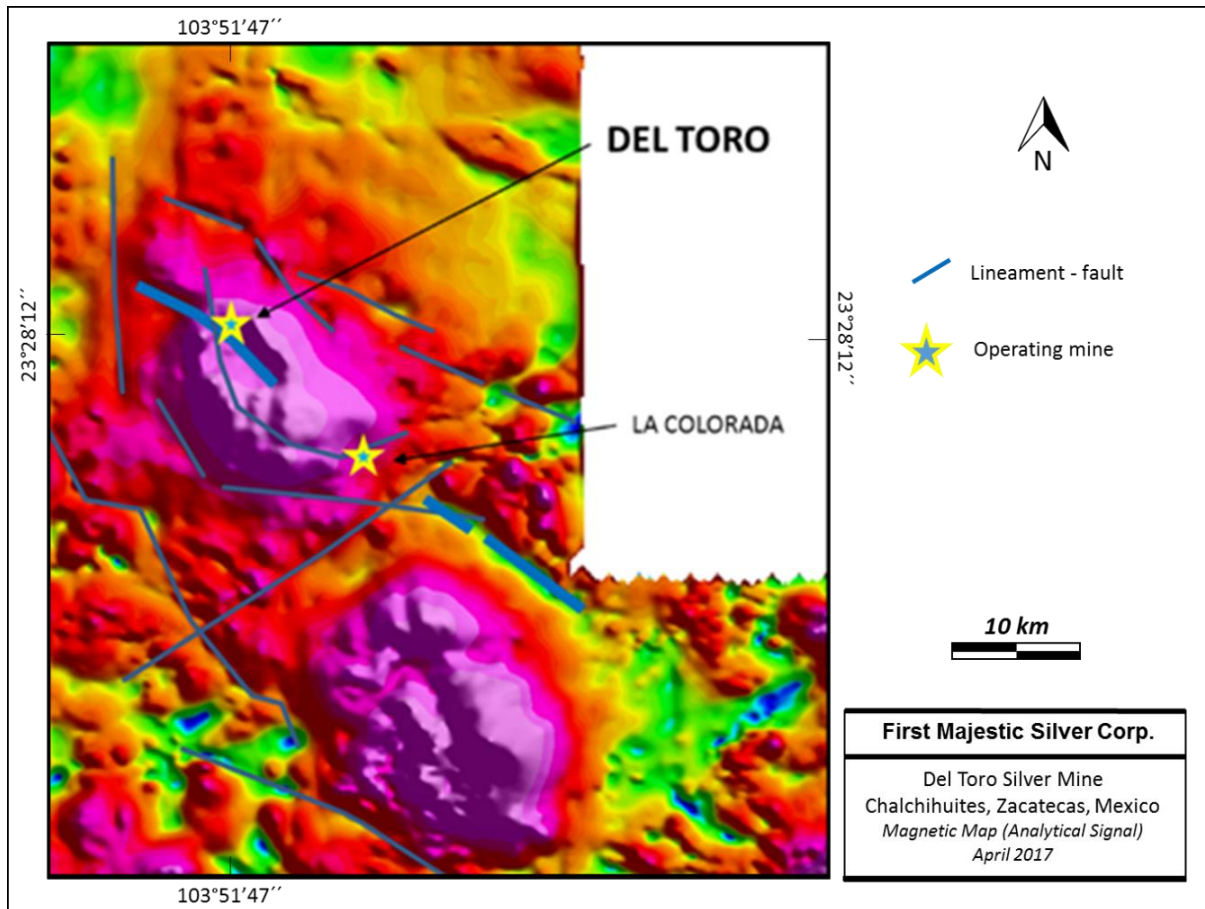 103°51’47´´
DEL TORO
N
Lineament - fault
23°28’12´´
23°28’12´´
Operating mine
LA COLORADA
10 km
First Majestic Silver Corp.
Del Toro Silver Mine
Chalchihuites, Zacatecas, Mexico
Magnetic Map (Analytical Signal)
April 2017
103°51’47´´